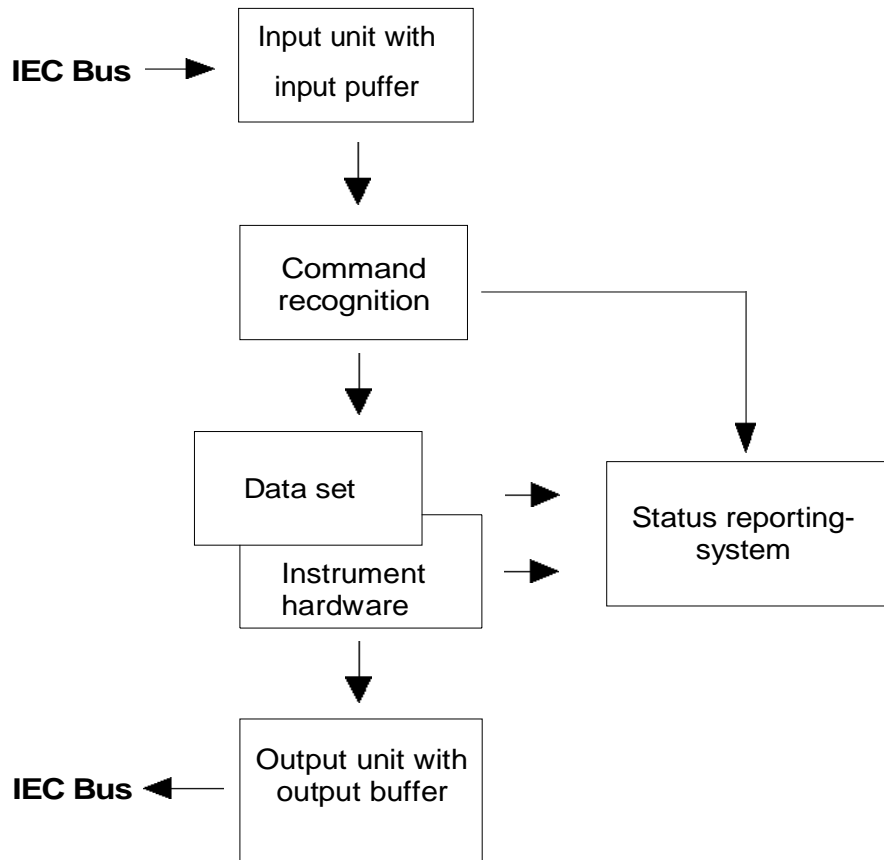 Input unit with
IEC Bus
input puffer
Command
recognition
Data set
Status reporting-
system
Instrument
hardware
Output unit with
IEC Bus
output buffer